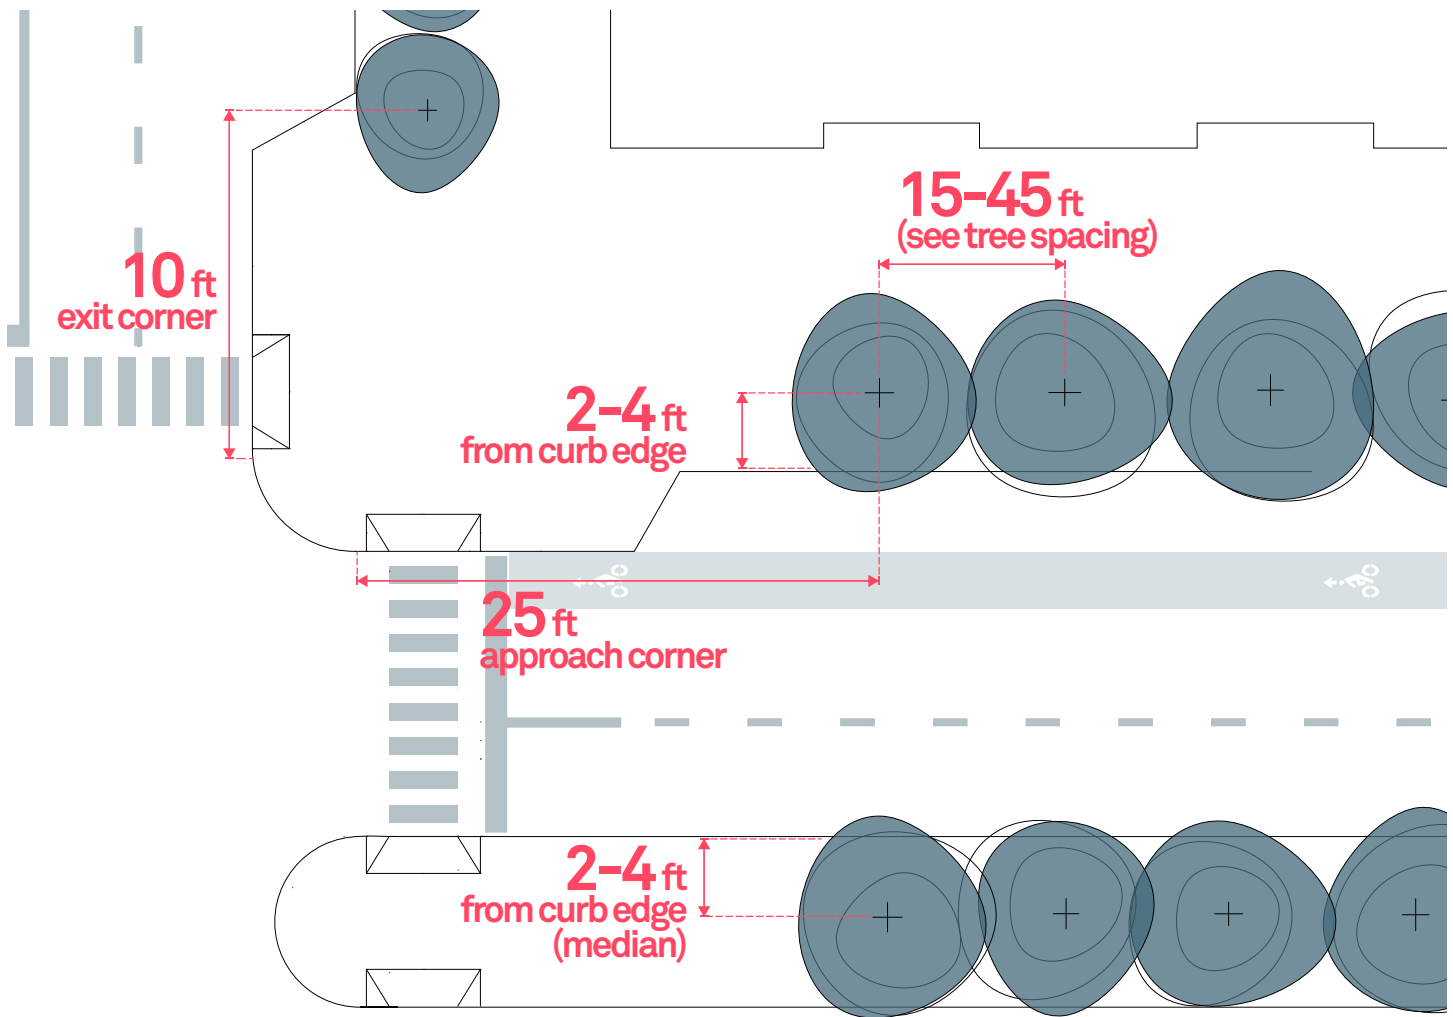 15-45 ft
(see tree spacing)
10 ft
exit corner
2-4 ft
from curb edge
25 ft
approach corner
2-4 ft
from curb edge
(median)